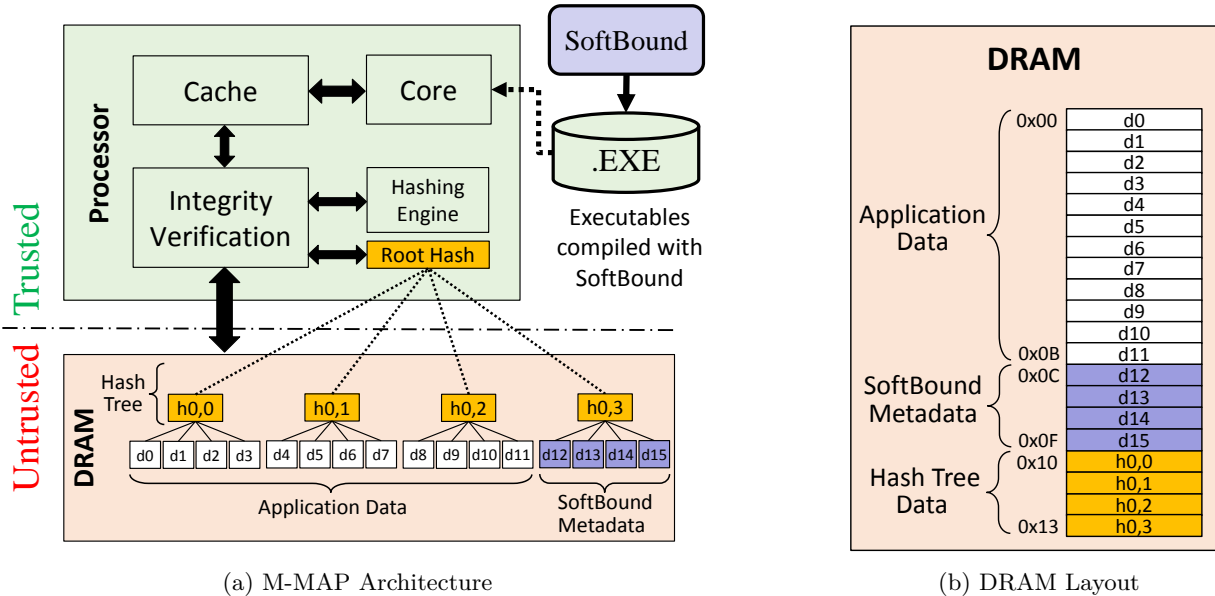 SoftBound
.EXE
Executables
compiled with
SoftBound
Processor
Cache
Core
Integrity
Verification
Hashing
Engine
Root Hash
Trusted
Untrusted
DRAM
Hash
Tree
h0,0
h0,1
h0,2
h0,3
d0 d1 d2 d3 d4 d5 d6 d7 d8 d9 d10 d11 d12 d13 d14 d15
Application Data
SoftBound
Metadata
(a) M-MAP Architecture
DRAM
0x00
d0
d1
d2
d3
d4
Application
Data
d5
d6
d7
d8
d9
d10
0x0B
d11
SoftBound
Metadata
0x0C
d12
d13
d14
0x0F
d15
Hash Tree
Data
0x10
h0,0
h0,1
h0,2
0x13
h0,3
(b) DRAM Layout